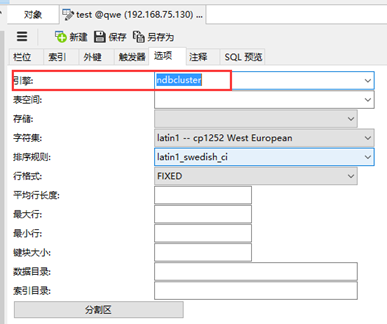 对象 test @qwe (192.168.75.130) ...
新建 保存 另存为
栏位 索引 外键 触发器 选项 注释 SQL 预览
引擎: ndbcluster
表空间:
存储:
字符集: latin1 -- cp1252 West European
排序规则: latin1_swedish_ci
行格式: FIXED
平均行长度:
最大行:
最小行:
键块大小:
数据目录:
索引目录:
分割区